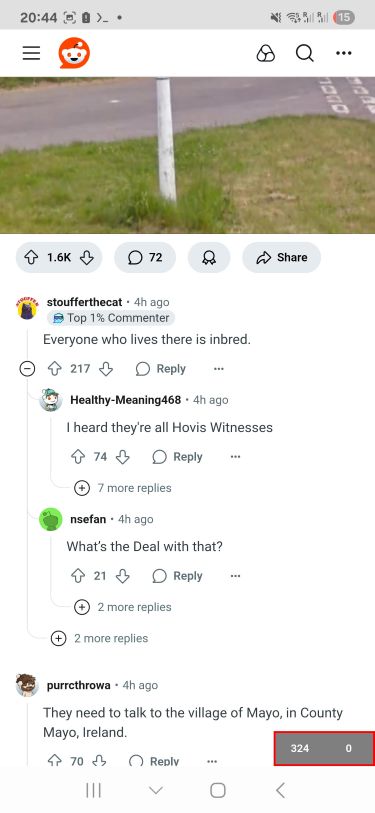 20:44
15
1.6K
72
Share
stoufferthecat • 4h ago
Top 1% Commenter
Everyone who lives there is inbred.
217 Reply
Healthy-Meaning468 • 4h ago
I heard they're all Hovis Witnesses
74 Reply
7 more replies
nsefan • 4h ago
What’s the Deal with that?
21 Reply
2 more replies
2 more replies
purrcthrowa • 4h ago
They need to talk to the village of Mayo, in County
Mayo, Ireland.
70 Reply
324 0